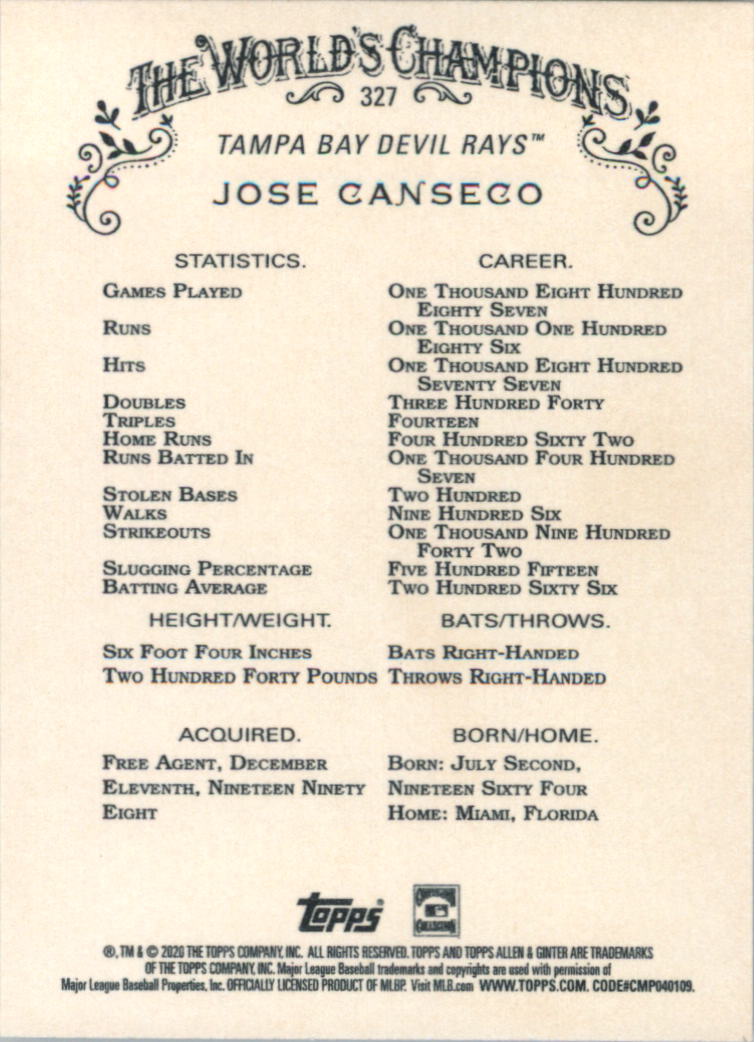 THE WORLD'S CHAMPIONS
327
TAMPA BAY DEVIL RAYS™
JOSE CANSECO
STATISTICS. CAREER.
GAMES PLAYED ONE THOUSAND EIGHT HUNDRED
EIGHTY SEVEN
RUNS ONE THOUSAND ONE HUNDRED
EIGHTY SIX
HITS ONE THOUSAND EIGHT HUNDRED
SEVENTY SEVEN
DOUBLES THREE HUNDRED FORTY
TRIPLES FOURTEEN
HOME RUNS FOUR HUNDRED SIXTY TWO
RUNS BATTED IN ONE THOUSAND FOUR HUNDRED
SEVEN
STOLEN BASES TWO HUNDRED
WALKS NINE HUNDRED SIX
STRIKEOUTS ONE THOUSAND NINE HUNDRED
FORTY TWO
SLUGGING PERCENTAGE FIVE HUNDRED FIFTEEN
BATTING AVERAGE TWO HUNDRED SIXTY SIX
HEIGHT/WEIGHT. BATS/THROWS.
SIX FOOT FOUR INCHES BATS RIGHT-HANDED
TWO HUNDRED FORTY POUNDS THROWS RIGHT-HANDED
ACQUIRED. BORN/HOME.
FREE AGENT, DECEMBER BORN: JULY SECOND,
ELEVENTH, NINETEEN NINETY NINETEEN SIXTY FOUR
EIGHT HOME: MIAMI, FLORIDA
topps®
®, TM & © 2020 THE TOPPS COMPANY, INC. ALL RIGHTS RESERVED. TOPPS AND TOPPS ALLEN & GINTER ARE TRADEMARKS
OF THE TOPPS COMPANY, INC. Major League Baseball trademarks and copyrights are used with permission of
Major League Baseball Properties, Inc. OFFICIALLY LICENSED PRODUCT OF MLBP. Visit MLB.com WWW.TOPPS.COM. CODE#CMP040109.